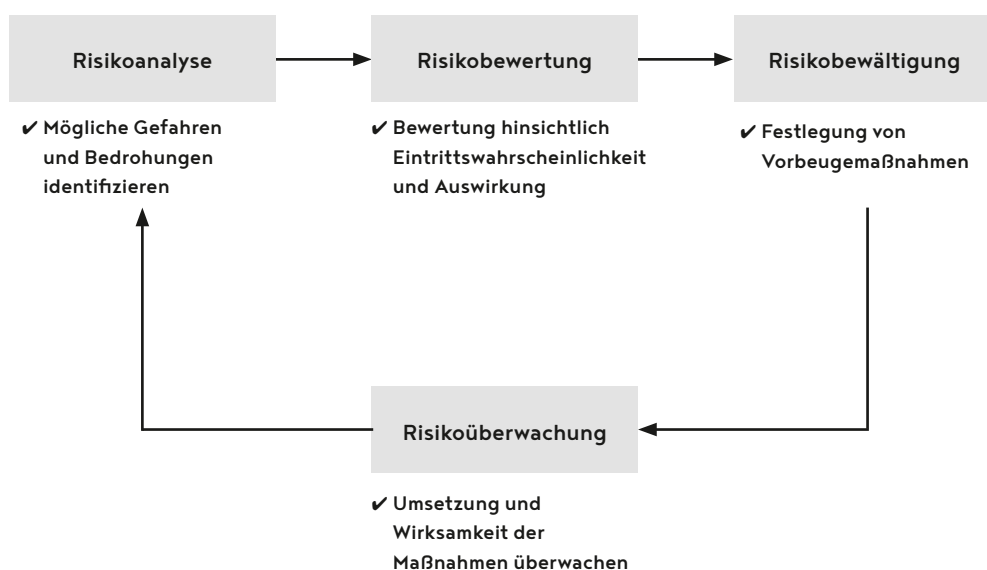 Risikoanalyse
✔ Mögliche Gefahren
und Bedrohungen
identifizieren
Risikobewertung
✔ Bewertung hinsichtlich
Eintrittswahrscheinlichkeit
und Auswirkung
Risikobewältigung
✔ Festlegung von
Vorbeugemaßnahmen
Risikoüberwachung
✔ Umsetzung und
Wirksamkeit der
Maßnahmen überwachen